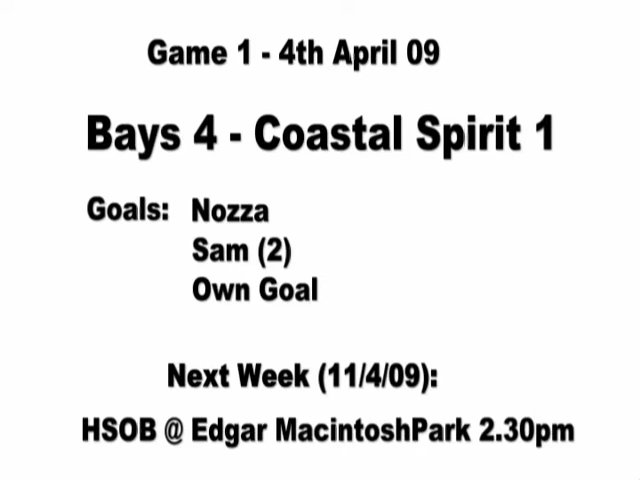 Game 1 - 4th April 09
Bays 4 - Coastal Spirit 1
Goals: Nozza
Sam (2)
Own Goal
Next Week (11/4/09):
HSOB @ Edgar MacintoshPark 2.30pm